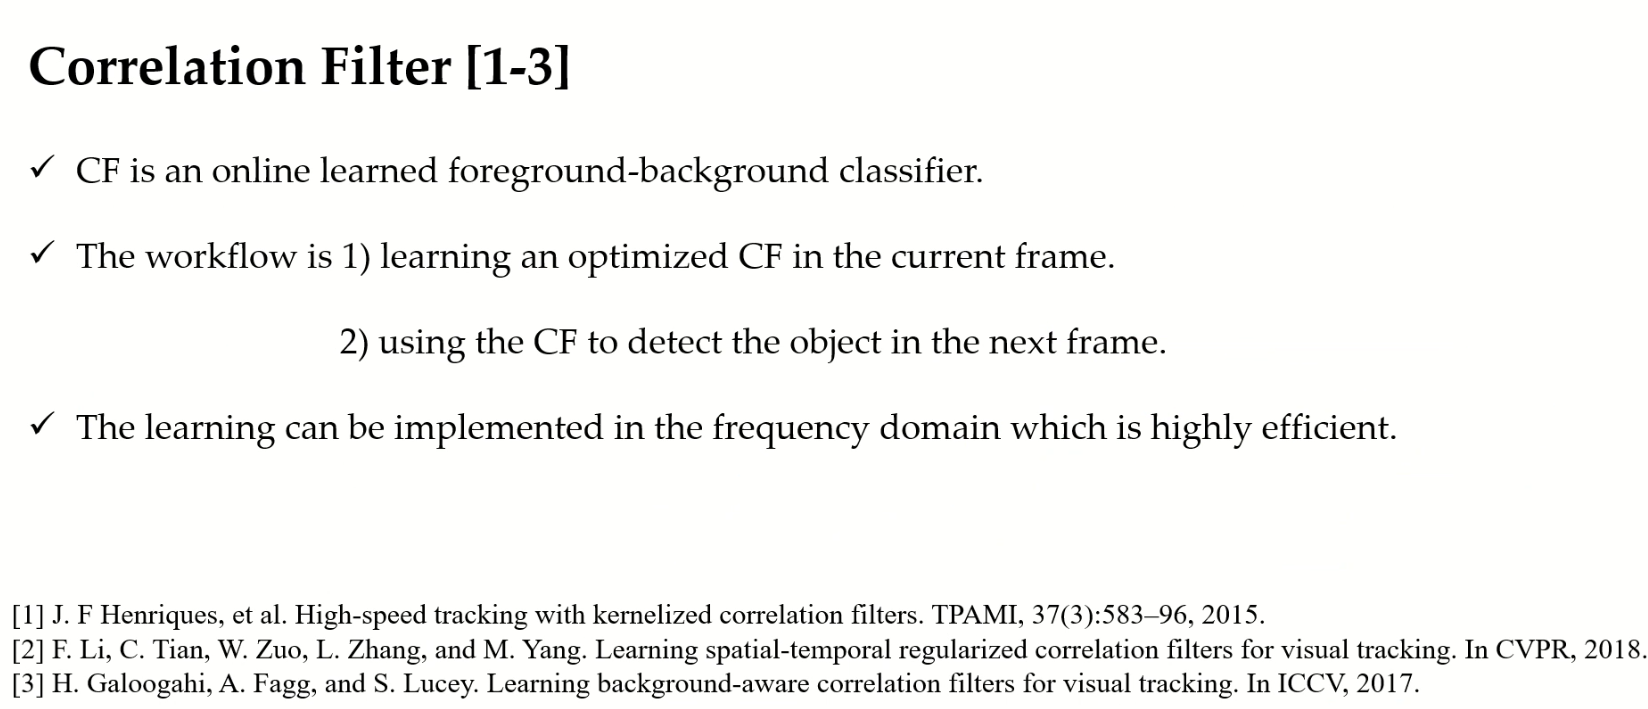 Correlation Filter [1-3]
✓ CF is an online learned foreground-background classifier.
✓ The workflow is 1) learning an optimized CF in the current frame.
2) using the CF to detect the object in the next frame.
✓ The learning can be implemented in the frequency domain which is highly efficient.
[1] J. F Henriques, et al. High-speed tracking with kernelized correlation filters. TPAMI, 37(3):583–96, 2015.
[2] F. Li, C. Tian, W. Zuo, L. Zhang, and M. Yang. Learning spatial-temporal regularized correlation filters for visual tracking. In CVPR, 2018.
[3] H. Galoogahi, A. Fagg, and S. Lucey. Learning background-aware correlation filters for visual tracking. In ICCV, 2017.